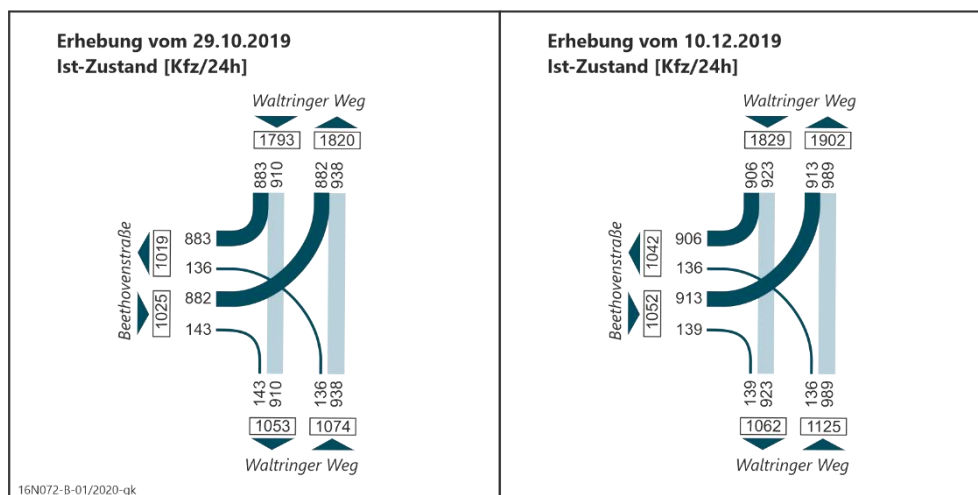 Erhebung vom 29.10.2019
Ist-Zustand [Kfz/24h]
Waltringer Weg
1793 1820
883 910 882 938
Beethovenstraße
1019
1025
883
136
882
143
143 910 136 938
1053 1074
Waltringer Weg
16N072-B-01/2020-gk
Erhebung vom 10.12.2019
Ist-Zustand [Kfz/24h]
Waltringer Weg
1829 1902
906 923 913 989
Beethovenstraße
1042
1052
906
136
913
139
139 923 136 989
1062 1125
Waltringer Weg